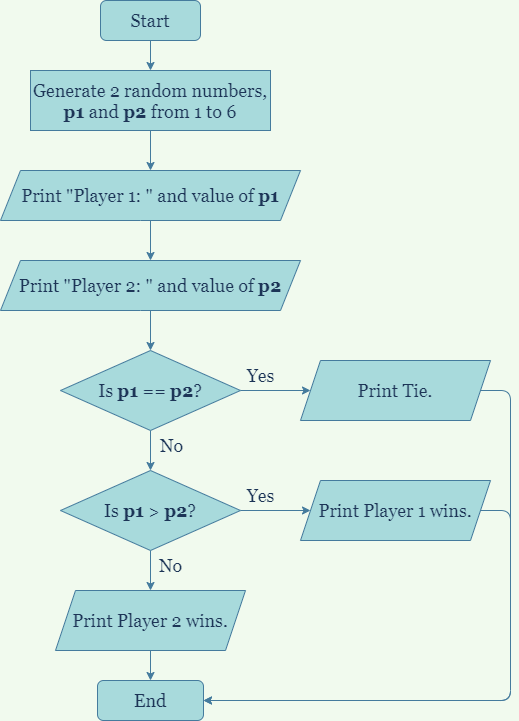 Start
Generate 2 random numbers,
p1 and p2 from 1 to 6
Print "Player 1: " and value of p1
Print "Player 2: " and value of p2
Is p1 == p2?
Yes
Print Tie.
No
Is p1 > p2?
Yes
Print Player 1 wins.
No
Print Player 2 wins.
End